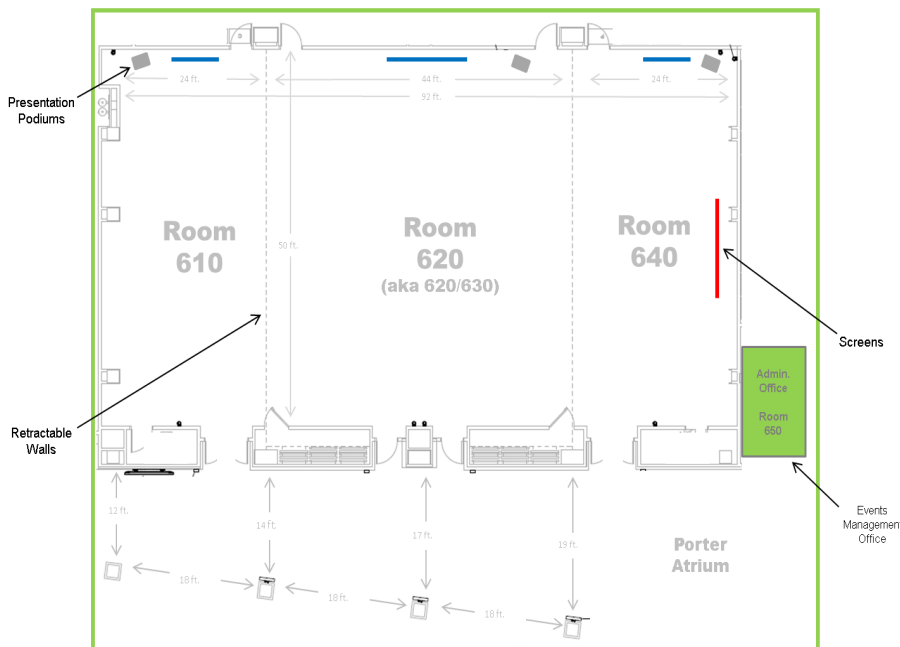 Presentation
Podiums
24 ft.
44 ft.
24 ft.
92 ft.
50 ft.
Room
610
Room
620
(aka 620/630)
Room
640
Screens
Admin.
Office
Room
650
Retractable
Walls
Events
Management
Office
12 ft.
14 ft.
17 ft.
19 ft.
Porter
Atrium
18 ft.
18 ft.
18 ft.